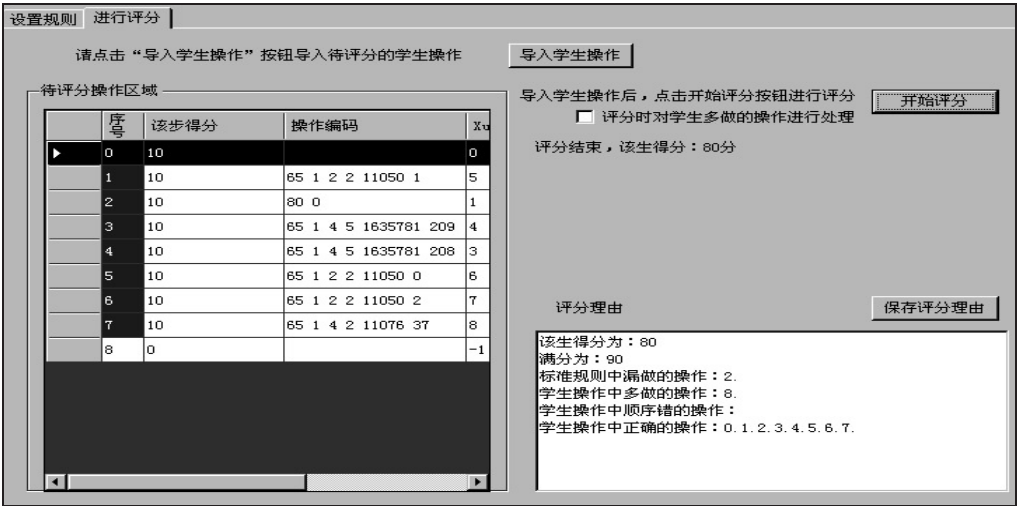 设置规则 进行评分
请点击“导入学生操作”按钮导入待评分的学生操作 导入学生操作
待评分操作区域
导入学生操作后，点击开始评分按钮进行评分 开始评分
评分时对学生多做的操作进行处理
评分结束，该生得分：80分
序号 该步得分 操作编码 Xu
0 10 0
1 10 65 1 2 2 11050 1 5
2 10 80 0 1
3 10 65 1 4 5 1635781 209 4
4 10 65 1 4 5 1635781 208 3
5 10 65 1 2 2 11050 0 6
6 10 65 1 2 2 11050 2 7
7 10 65 1 4 2 11076 37 8
8 0 -1
评分理由 保存评分理由
该生得分为：80
满分为：90
标准规则中漏做的操作：2.
学生操作中多做的操作：8.
学生操作中顺序错的操作：
学生操作中正确的操作：0.1.2.3.4.5.6.7.